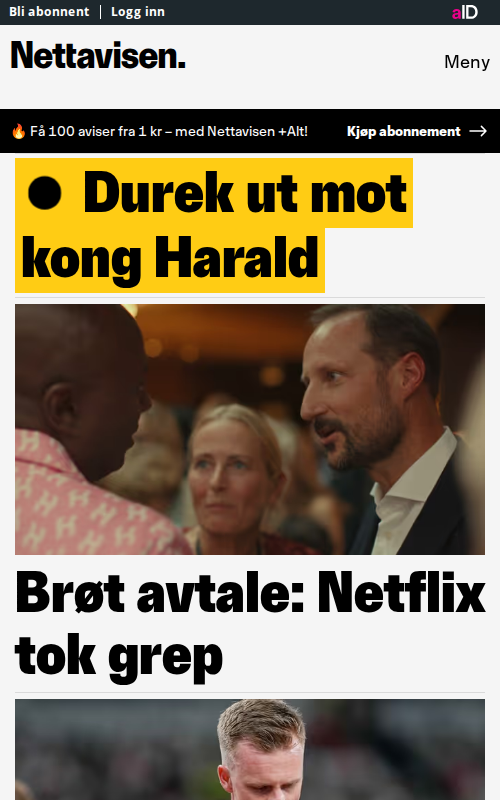 Bli abonnent | Logg inn
aID
Nettavisen.
Meny
🔥 Få 100 aviser fra 1 kr – med Nettavisen +Alt!
Kjøp abonnement →
Durek ut mot
kong Harald
Brøt avtale: Netflix
tok grep